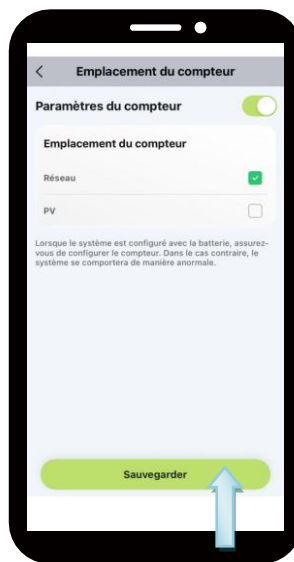 Emplacement du compteur
Paramètres du compteur
Emplacement du compteur
Réseau
PV
Lorsque le système est configuré avec la batterie, assurez-
vous de configurer le compteur. Dans le cas contraire, le
système se comportera de manière anormale.
Sauvegarder